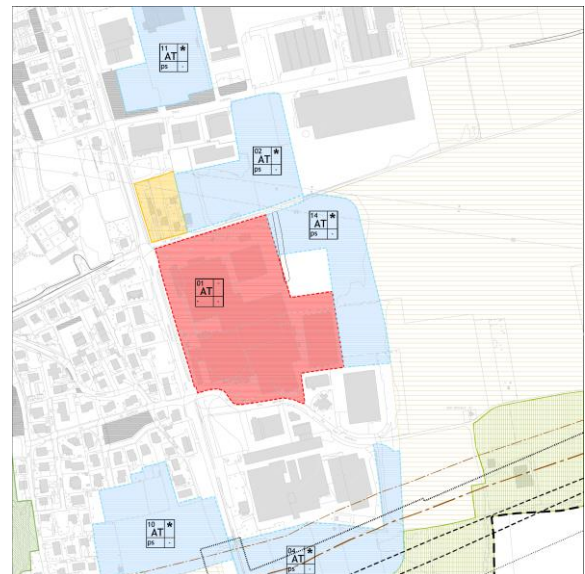 11 *
AT
ps -
02 *
AT
ps -
14 *
AT
ps -
01 -
AT
- -
10 *
AT
ps -
04 *
AT
ps -